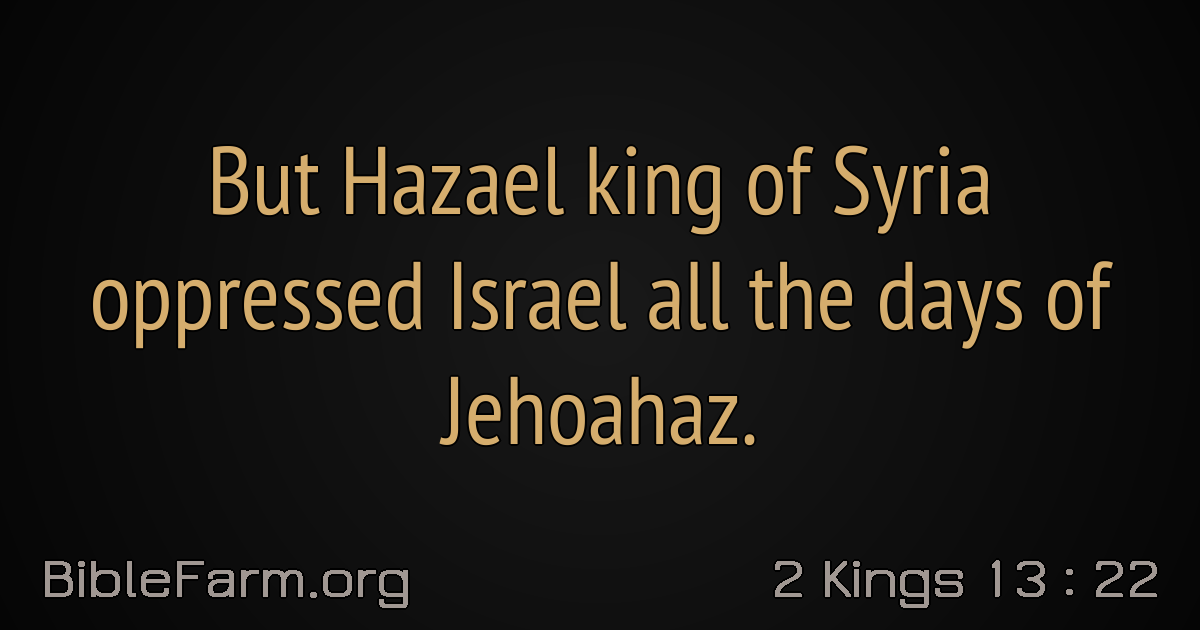 But Hazael king of Syria
oppressed Israel all the days of
Jehoahaz.
BibleFarm.org
2 Kings 13 : 22